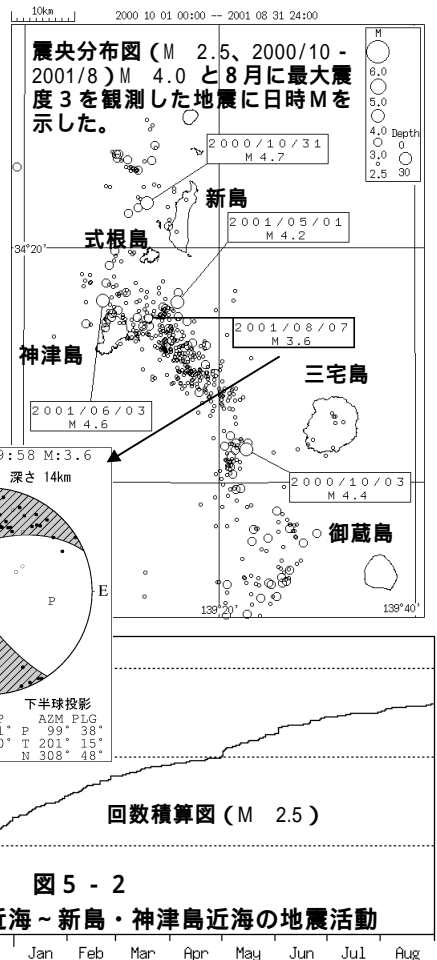 10km
2000 10 01 00:00 -- 2001 08 31 24:00
震央分布図（M 2.5、2000/10 -
2001/8）M 4.0 と8月に最大震
度3を観測した地震に日時Mを
示した。
M
6.0
5.0
4.0
3.0
2.5
Depth
0
30
2000/10/31
M 4.7
新島
2001/05/01
M 4.2
式根島
34°20'
2001/08/07
M 3.6
神津島
三宅島
2001/06/03
M 4.6
9:58 M:3.6
深さ 14km
2000/10/03
M 4.4
御蔵島
P
E
139°20'
139°40'
下半球投影
P AZM PLG
1° P 99° 38°
0° T 201° 15°
N 308° 48°
回数積算図（M 2.5）
図5 - 2
近海～新島・神津島近海の地震活動
Jan Feb Mar Apr May Jun Jul Aug